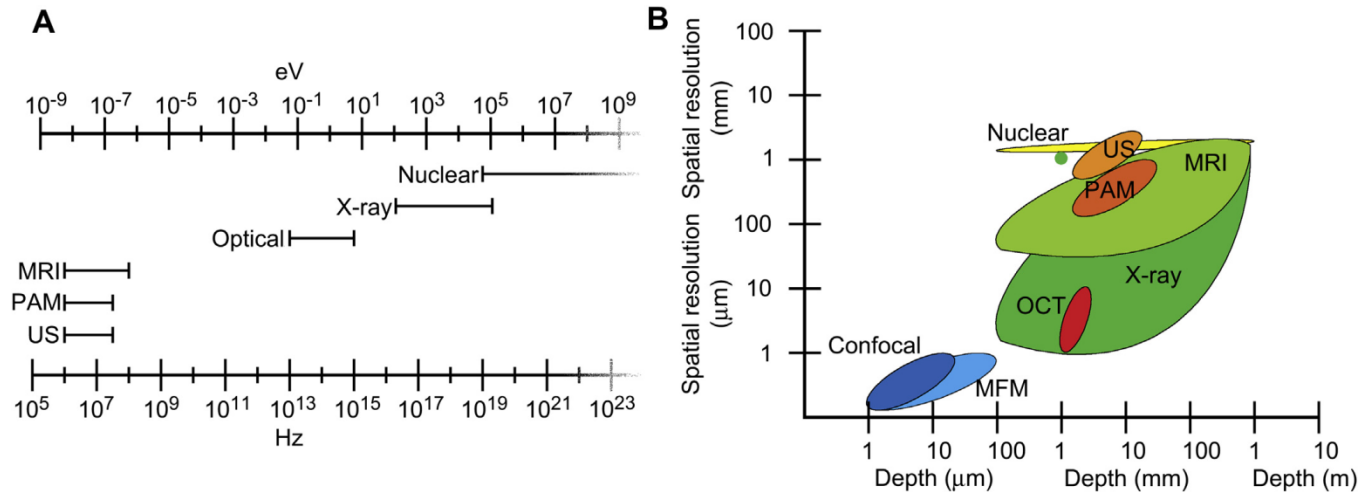 A
eV
10⁻⁹ 10⁻⁷ 10⁻⁵ 10⁻³ 10⁻¹ 10¹ 10³ 10⁵ 10⁷ 10⁹
Nuclear
X-ray
Optical
MRI
PAM
US
10⁵ 10⁷ 10⁹ 10¹¹ 10¹³ 10¹⁵ 10¹⁷ 10¹⁹ 10²¹ 10²³
Hz
B
Spatial resolution
(mm)
Spatial resolution
(μm)
100
10
1
100
10
1
Nuclear
US
MRI
PAM
X-ray
OCT
Confocal
MFM
1 10 100 1 10 100 1 10
Depth (μm) Depth (mm) Depth (m)